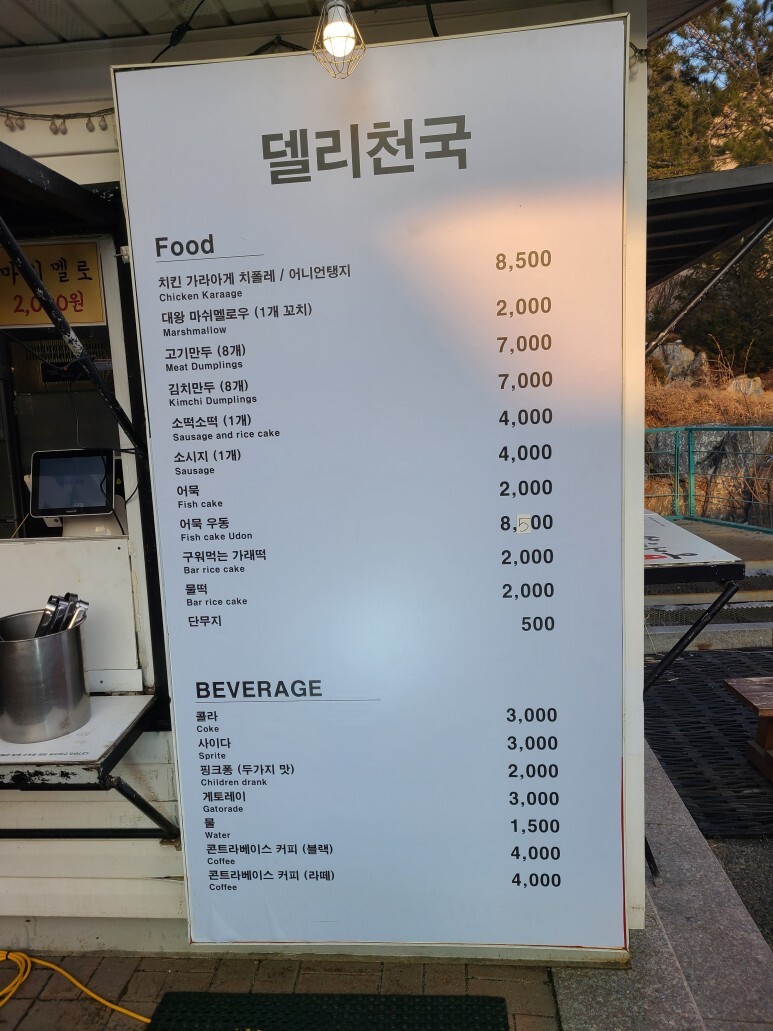 델리천국
Food
치킨 가라아게 치폴레 / 어니언탱지 8,500
Chicken Karaage
대왕 마쉬멜로우 (1개 꼬치) 2,000
Marshmallow
고기만두 (8개) 7,000
Meat Dumplings
김치만두 (8개) 7,000
Kimchi Dumplings
소떡소떡 (1개) 4,000
Sausage and rice cake
소시지 (1개) 4,000
Sausage
어묵 2,000
Fish cake
어묵 우동 8,500
Fish cake Udon
구워먹는 가래떡 2,000
Bar rice cake
물떡 2,000
Bar rice cake
단무지 500
BEVERAGE
콜라 3,000
Coke
사이다 3,000
Sprite
핑크퐁 (두가지 맛) 2,000
Children drank
게토레이 3,000
Gatorade
물 1,500
Water
콘트라베이스 커피 (블랙) 4,000
Coffee
콘트라베이스 커피 (라떼) 4,000
Coffee
멜로
2,000원